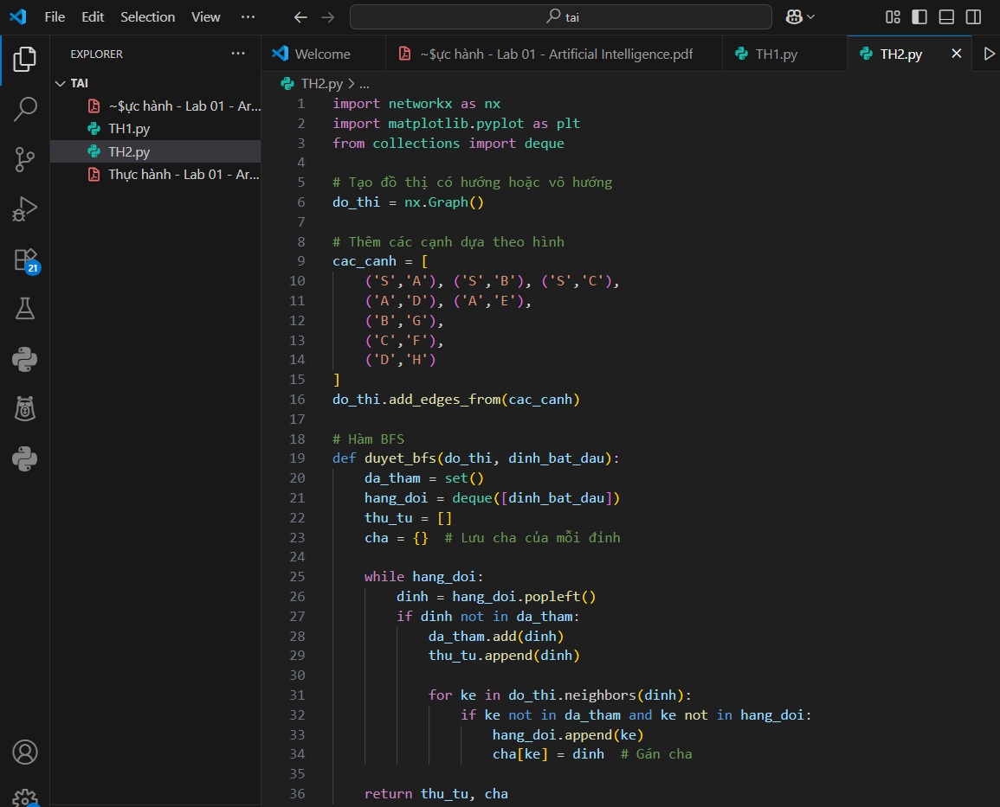 File Edit Selection View ··· tai
EXPLORER ···
Welcome ~$ực hành - Lab 01 - Artificial Intelligence.pdf TH1.py TH2.py
TAI
~$ực hành - Lab 01 - Ar...
TH1.py
TH2.py
Thực hành - Lab 01 - Ar...
21
TH2.py > ...
1 import networkx as nx
2 import matplotlib.pyplot as plt
3 from collections import deque
4
5 # Tạo đồ thị có hướng hoặc vô hướng
6 do_thi = nx.Graph()
7
8 # Thêm các cạnh dựa theo hình
9 cac_canh = [
10     ('S','A'), ('S','B'), ('S','C'),
11     ('A','D'), ('A','E'),
12     ('B','G'),
13     ('C','F'),
14     ('D','H')
15 ]
16 do_thi.add_edges_from(cac_canh)
17
18 # Hàm BFS
19 def duyet_bfs(do_thi, dinh_bat_dau):
20     da_tham = set()
21     hang_doi = deque([dinh_bat_dau])
22     thu_tu = []
23     cha = {}  # Lưu cha của mỗi đỉnh
24
25     while hang_doi:
26         dinh = hang_doi.popleft()
27         if dinh not in da_tham:
28             da_tham.add(dinh)
29             thu_tu.append(dinh)
30
31             for ke in do_thi.neighbors(dinh):
32                 if ke not in da_tham and ke not in hang_doi:
33                     hang_doi.append(ke)
34                     cha[ke] = dinh  # Gán cha
35
36     return thu_tu, cha